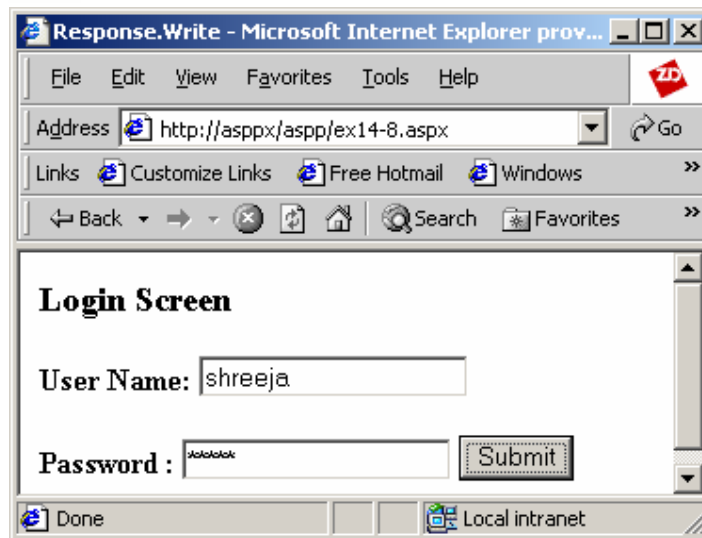 Response.Write - Microsoft Internet Explorer prov...
File Edit View Favorites Tools Help
ZD
Address http://asppx/aspp/ex14-8.aspx Go
Links Customize Links Free Hotmail Windows »
Back Search Favorites »
Login Screen
User Name: shreeja
Password : ****** Submit
Done Local intranet